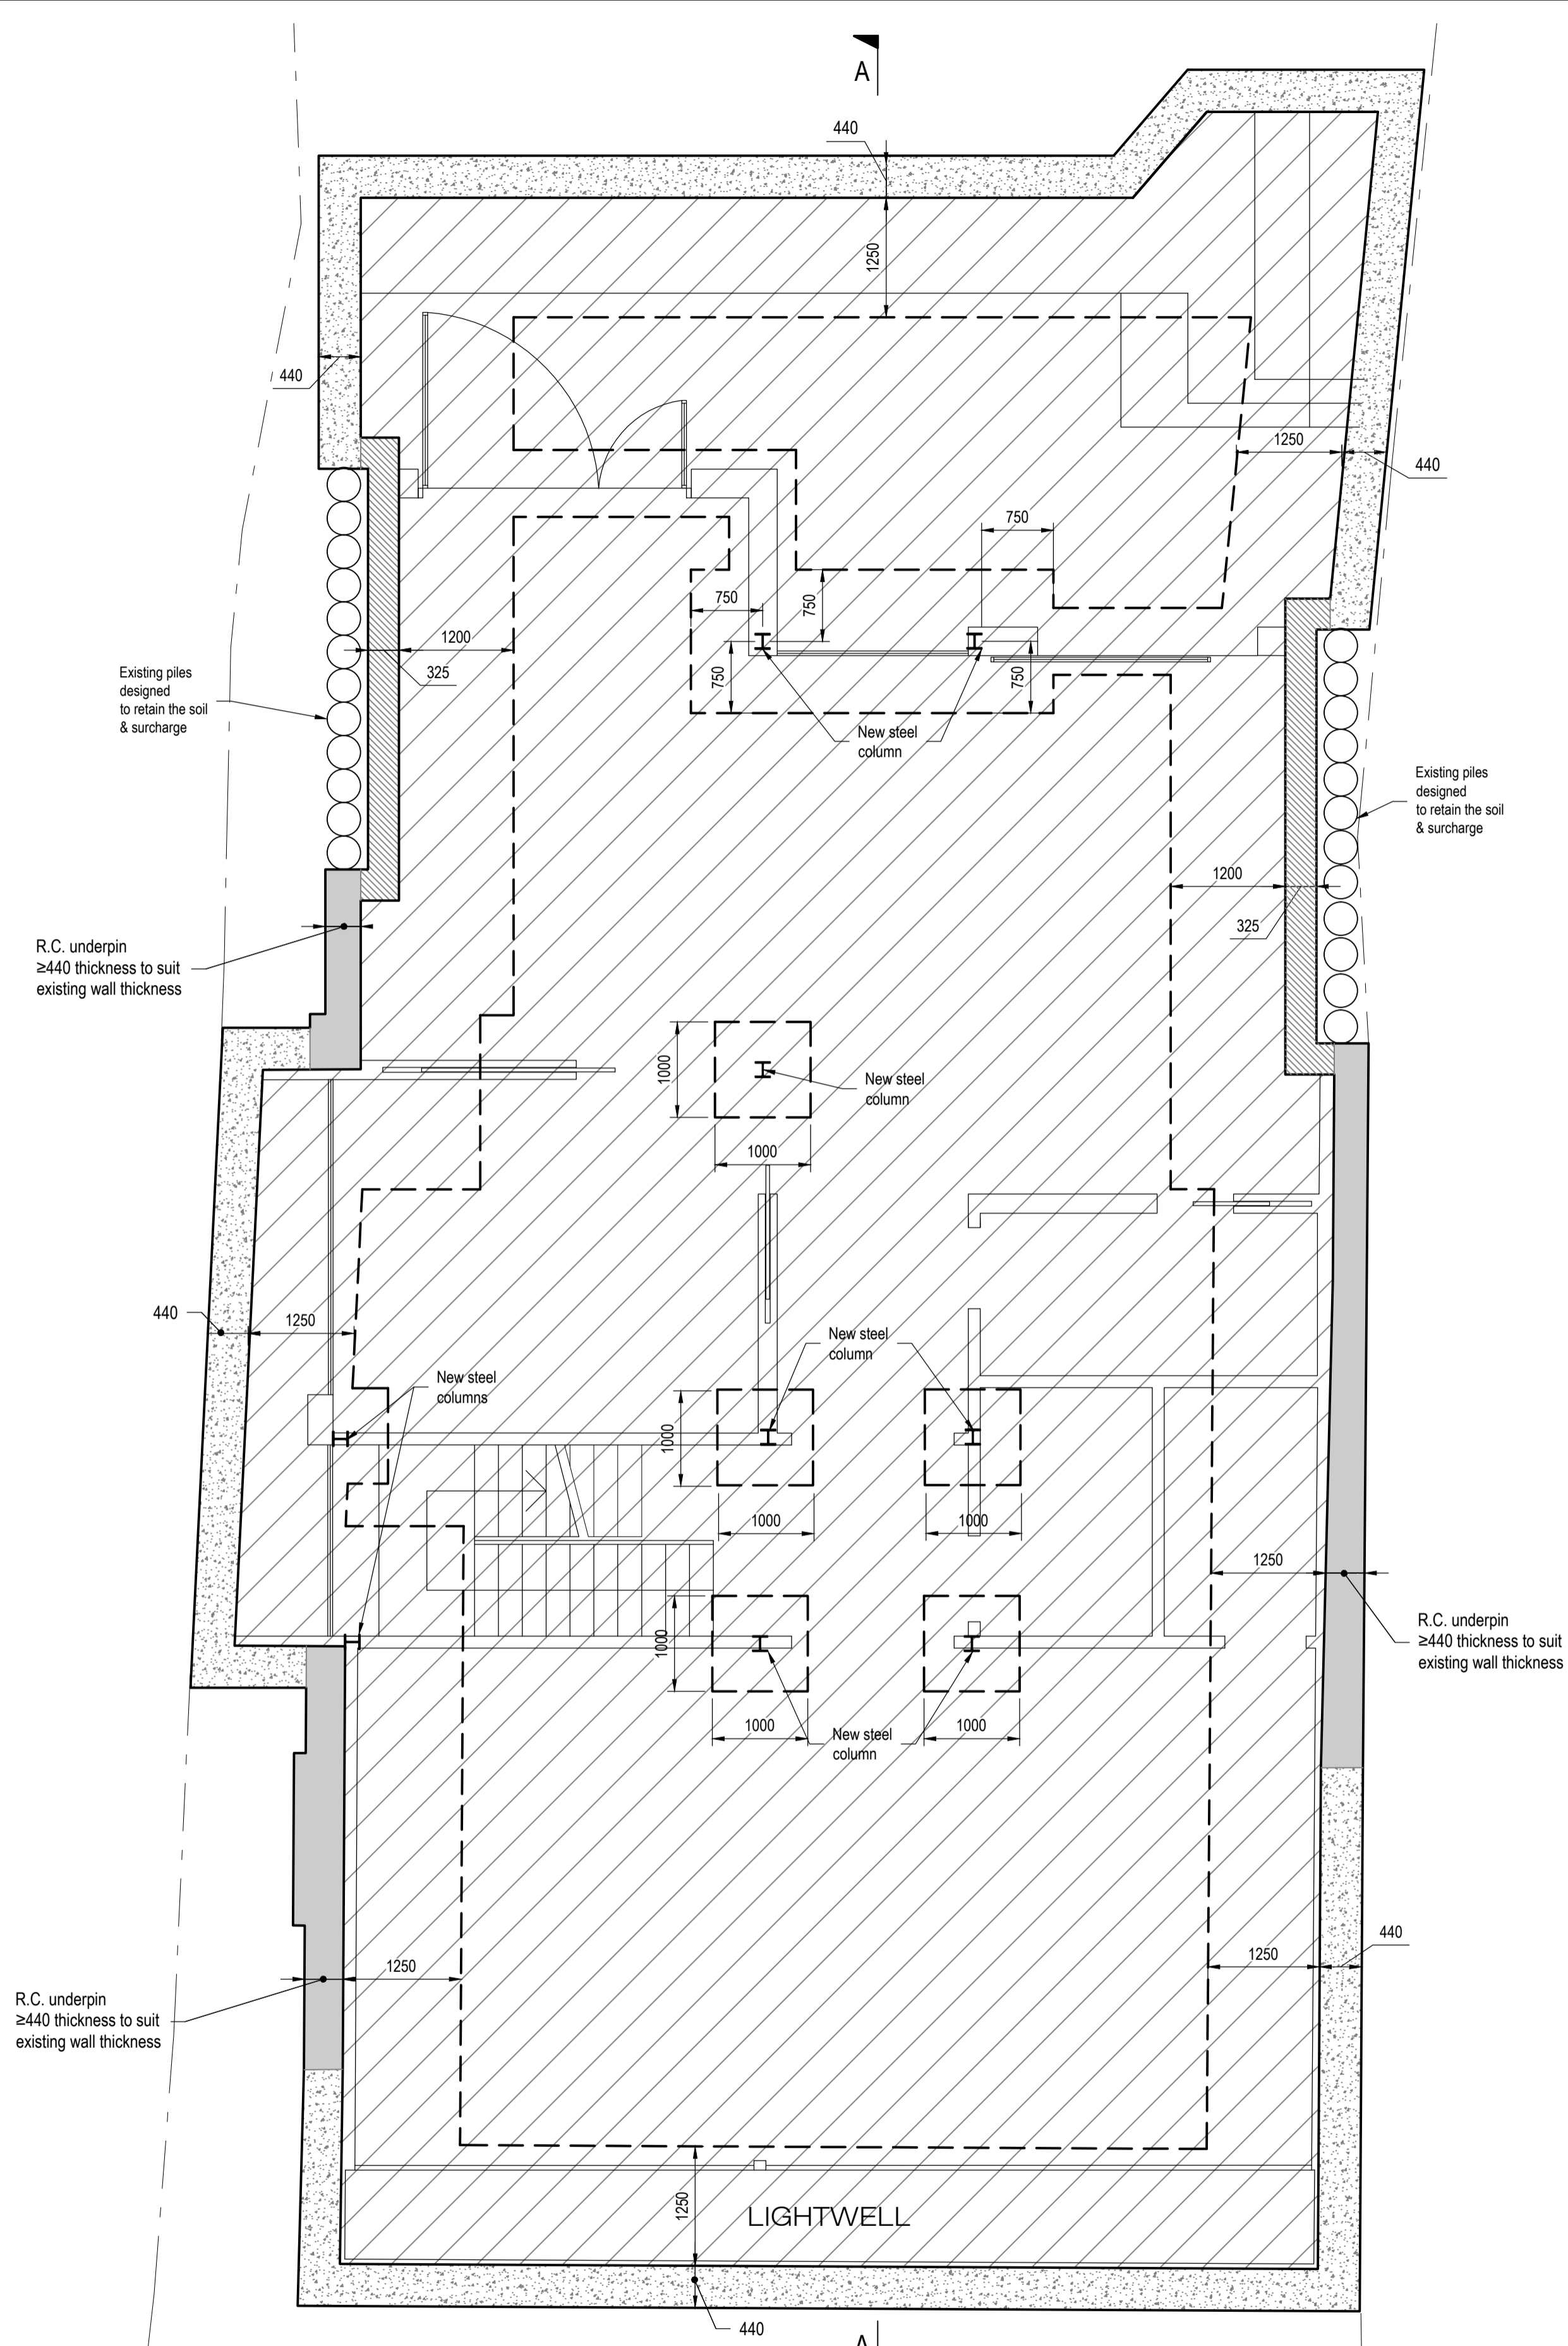 A
440
1250
440
1250
440
750
750
750
1200
325
750
750
Existing piles
designed
to retain the soil
& surcharge
New steel
column
Existing piles
designed
to retain the soil
& surcharge
1200
325
R.C. underpin
≥440 thickness to suit
existing wall thickness
1000
New steel
column
1000
440
1250
New steel
column
New steel
columns
1000
1000
1000
1250
R.C. underpin
≥440 thickness to suit
existing wall thickness
1000
1000
1000
New steel
column
440
1250
1250
R.C. underpin
≥440 thickness to suit
existing wall thickness
1250
LIGHTWELL
440
A